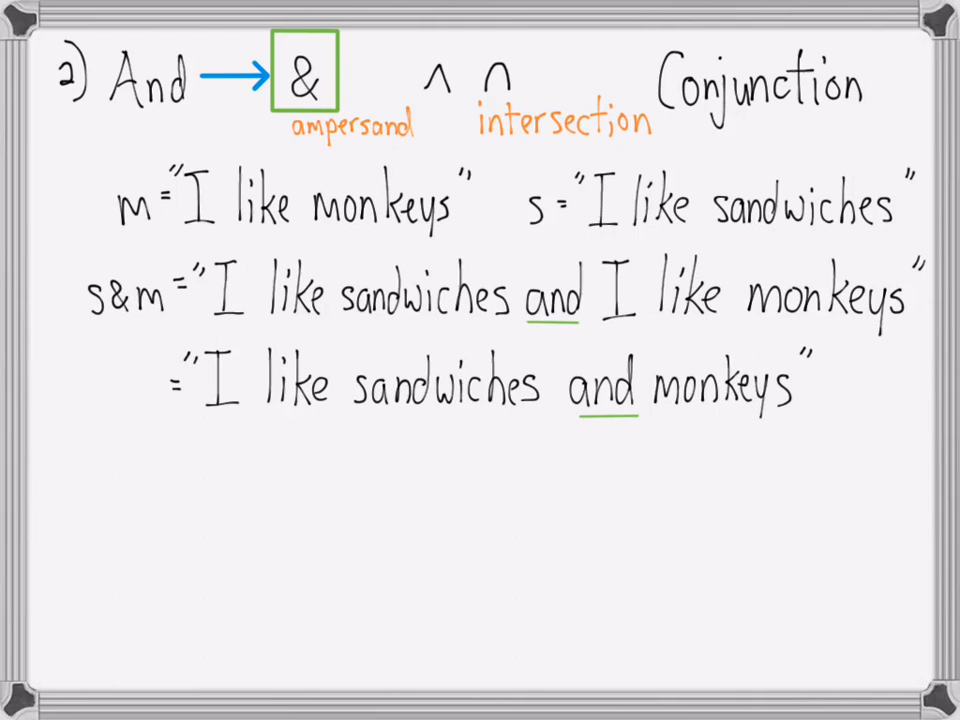 2) And → & ∧ ∩ Conjunction
ampersand intersection
m = "I like monkeys" s = "I like sandwiches"
s & m = "I like sandwiches and I like monkeys"
= "I like sandwiches and monkeys"